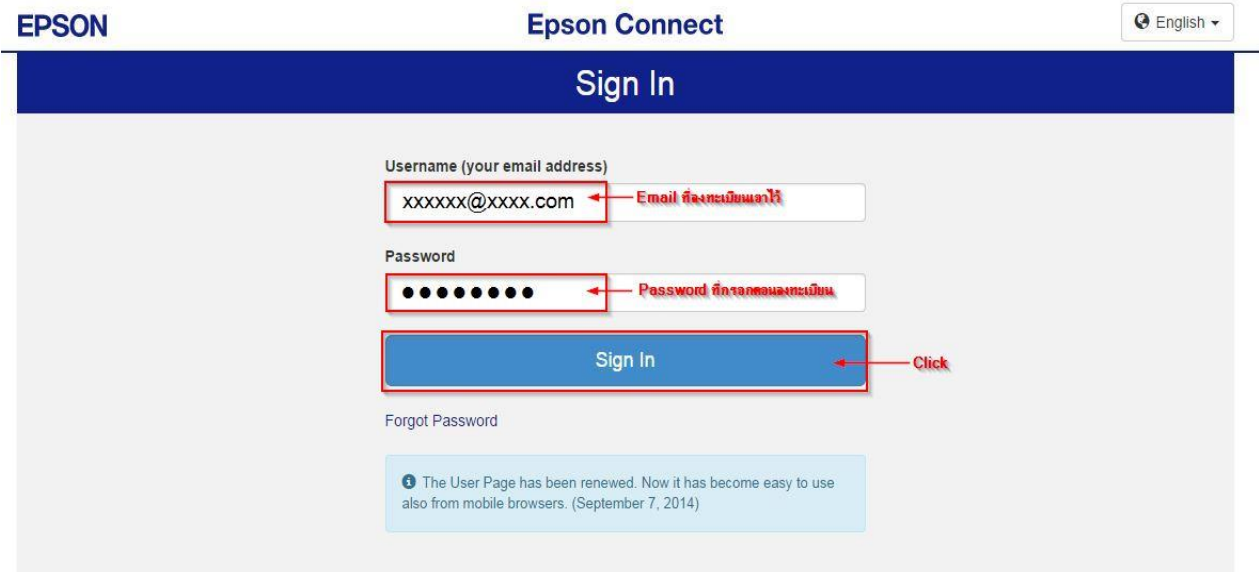 EPSON
Epson Connect
English
Sign In
Username (your email address)
xxxxxx@xxxx.com
Email ที่ลงทะเบียนเอาไว้
Password
Password ที่กรอกตอนลงทะเบียน
Sign In
Click
Forgot Password
The User Page has been renewed. Now it has become easy to use
also from mobile browsers. (September 7, 2014)